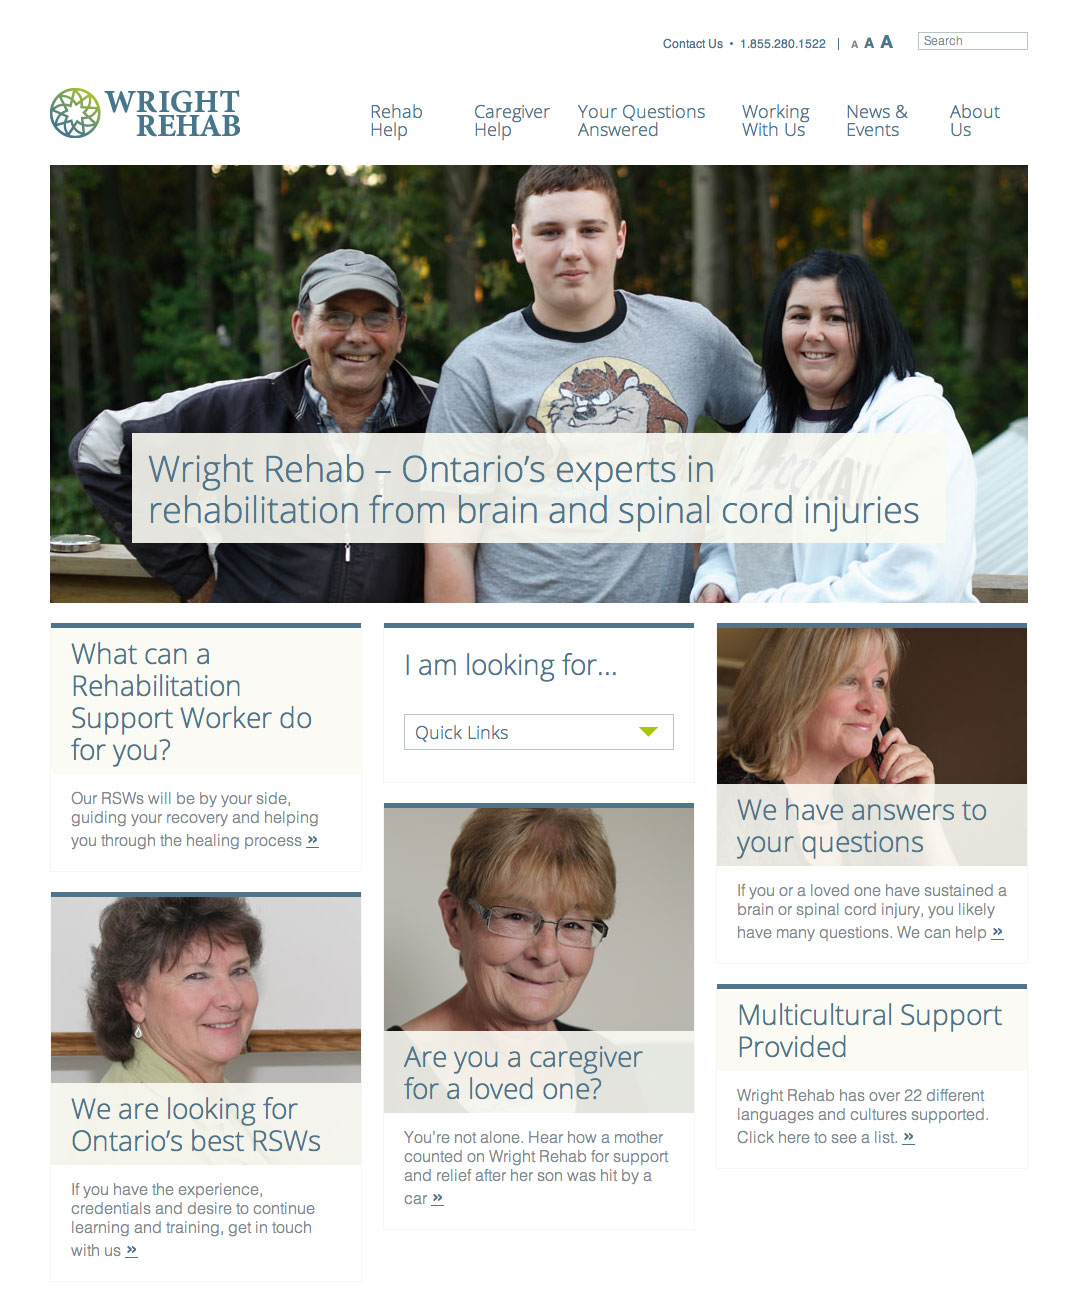 Contact Us • 1.855.280.1522 | A A A Search
WRIGHT
REHAB
Rehab
Help
Caregiver
Help
Your Questions
Answered
Working
With Us
News &
Events
About
Us
Wright Rehab – Ontario’s experts in
rehabilitation from brain and spinal cord injuries
What can a
Rehabilitation
Support Worker do
for you?
Our RSWs will be by your side,
guiding your recovery and helping
you through the healing process »
We are looking for
Ontario’s best RSWs
If you have the experience,
credentials and desire to continue
learning and training, get in touch
with us »
I am looking for...
Quick Links
Are you a caregiver
for a loved one?
You're not alone. Hear how a mother
counted on Wright Rehab for support
and relief after her son was hit by a
car »
We have answers to
your questions
If you or a loved one have sustained a
brain or spinal cord injury, you likely
have many questions. We can help »
Multicultural Support
Provided
Wright Rehab has over 22 different
languages and cultures supported.
Click here to see a list. »